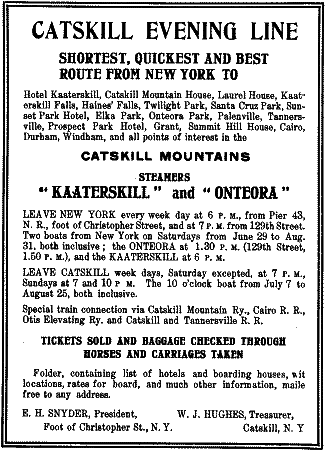 CATSKILL EVENING LINE
SHORTEST, QUICKEST AND BEST
ROUTE FROM NEW YORK TO
Hotel Kaaterskill, Catskill Mountain House, Laurel House, Kaat-
erskill Falls, Haines' Falls, Twilight Park, Santa Cruz Park, Sun-
set Park Hotel, Elka Park, Onteora Park, Palenville, Tanners-
ville, Prospect Park Hotel, Grant, Summit Hill House, Cairo,
Durham, Windham, and all points of interest in the
CATSKILL MOUNTAINS
STEAMERS
"KAATERSKILL" and "ONTEORA"
LEAVE NEW YORK every week day at 6 P. M., from Pier 43,
N. R., foot of Christopher Street, and at 7 P. M. from 129th Street.
Two boats from New York on Saturdays from June 29 to Aug.
31, both inclusive; the ONTEORA at 1.30 P. M. (129th Street,
1.50 P. M.), and the KAATERSKILL at 6 P. M.
LEAVE CATSKILL week days, Saturday excepted, at 7 P. M.,
Sundays at 7 and 10 P M. The 10 o'clock boat from July 7 to
August 25, both inclusive.
Special train connection via Catskill Mountain Ry., Cairo R. R.,
Otis Elevating Ry. and Catskill and Tannersville R. R.
TICKETS SOLD AND BAGGAGE CHECKED THROUGH
HORSES AND CARRIAGES TAKEN
Folder, containing list of hotels and boarding houses, wit
locations, rates for board, and much other information, maile
free to any address.
E. H. SNYDER, President, W. J. HUGHES, Treasurer,
Foot of Christopher St., N. Y. Catskill, N. Y